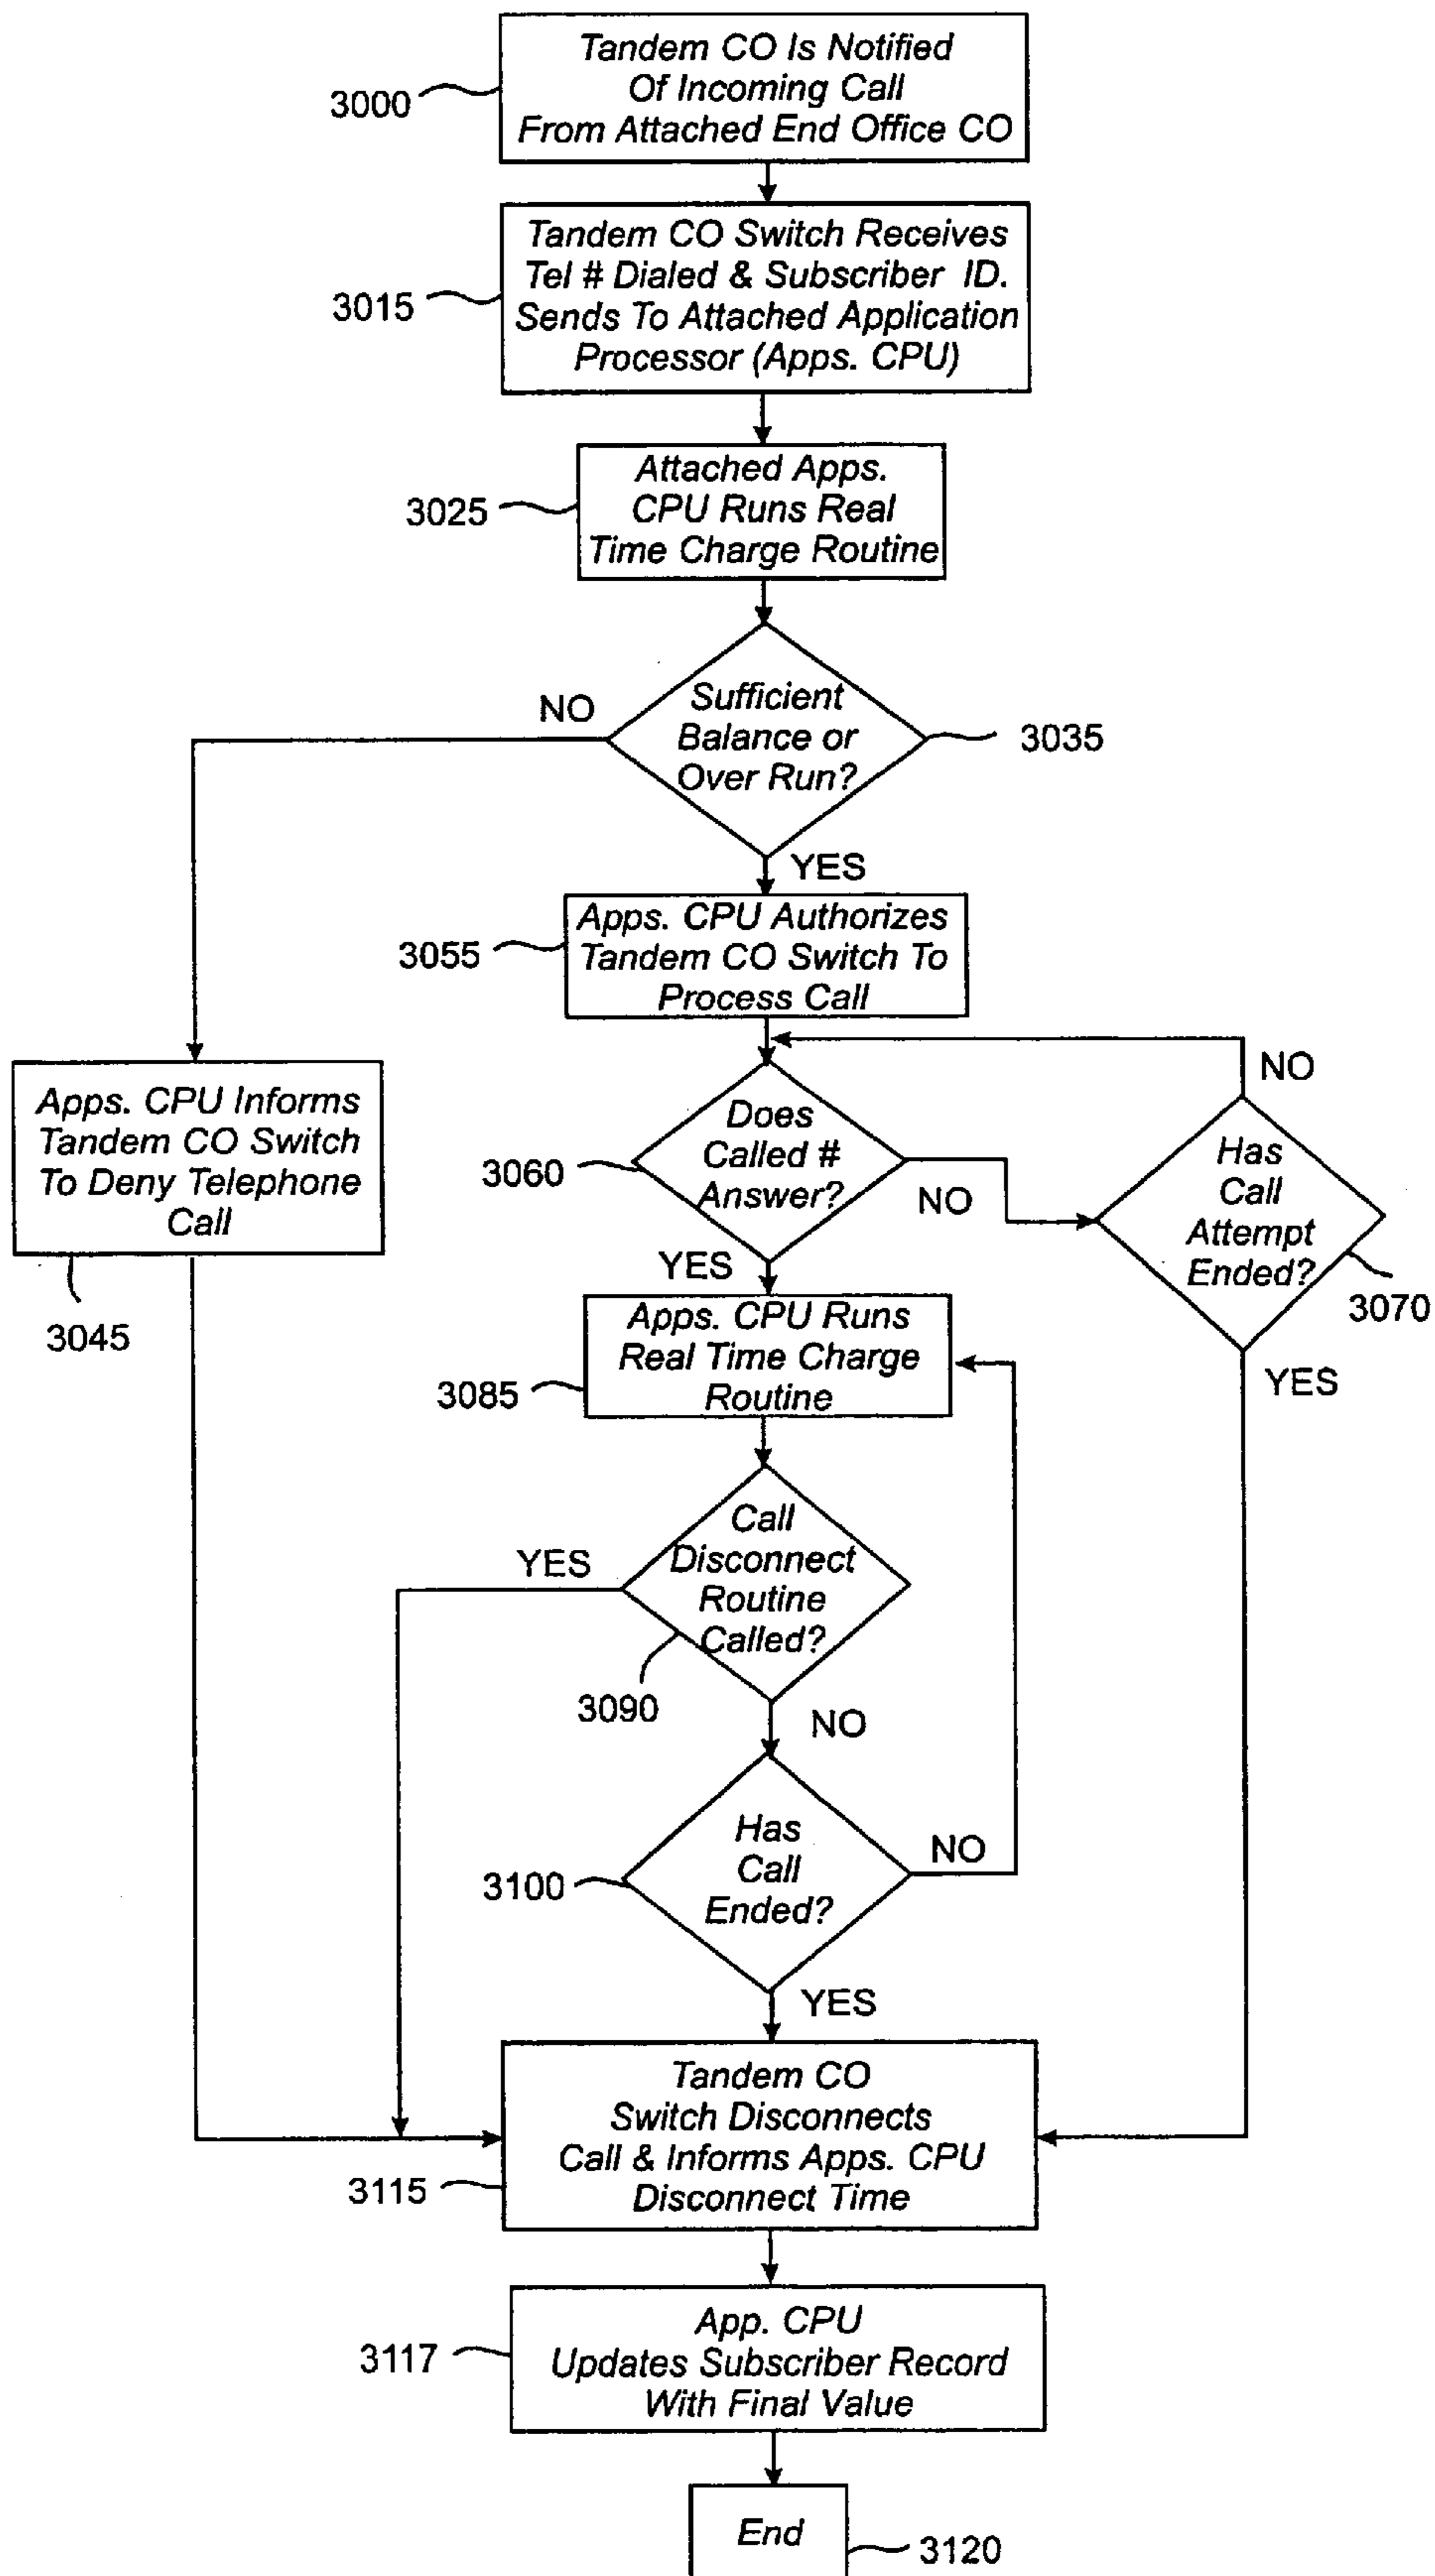 Tandem CO Is Notified
Of Incoming Call
From Attached End Office CO
3000
Tandem CO Switch Receives
Tel # Dialed & Subscriber ID.
Sends To Attached Application
Processor (Apps. CPU)
3015
Attached Apps.
CPU Runs Real
Time Charge Routine
3025
Sufficient
Balance or
Over Run?
3035
NO
YES
Apps. CPU Authorizes
Tandem CO Switch To
Process Call
3055
Apps. CPU Informs
Tandem CO Switch
To Deny Telephone
Call
3045
Does
Called #
Answer?
3060
NO
YES
Has
Call
Attempt
Ended?
3070
NO
YES
Apps. CPU Runs
Real Time Charge
Routine
3085
Call
Disconnect
Routine
Called?
3090
YES
NO
Has
Call
Ended?
3100
NO
YES
Tandem CO
Switch Disconnects
Call & Informs Apps. CPU
Disconnect Time
3115
App. CPU
Updates Subscriber Record
With Final Value
3117
End
3120